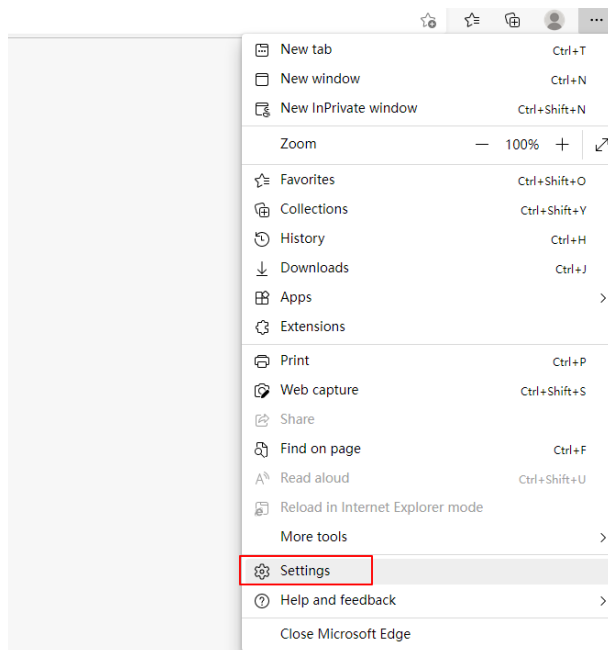 New tab Ctrl+T
New window Ctrl+N
New InPrivate window Ctrl+Shift+N
Zoom — 100% +
Favorites Ctrl+Shift+O
Collections Ctrl+Shift+Y
History Ctrl+H
Downloads Ctrl+J
Apps
Extensions
Print Ctrl+P
Web capture Ctrl+Shift+S
Share
Find on page Ctrl+F
Read aloud Ctrl+Shift+U
Reload in Internet Explorer mode
More tools
Settings
Help and feedback
Close Microsoft Edge